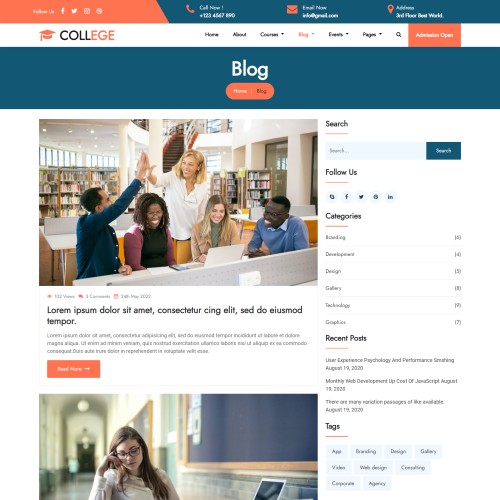 Follow Us
Call Now !
+123 4567 890
Email Now
info@gmail.com
Address
3rd Floor Best World.
COLLEGE
Home
About
Courses
Blog
Events
Pages
Admission Open
Blog
Home | Blog
102 Views
3 Comments
26th May, 2023
Lorem ipsum dolor sit amet, consectetur cing elit, sed do eiusmod
tempor.
Lorem ipsum dolor sit amet, consectetur adipisicing elit, sed do eiusmod tempor incididunt ut labore et dolore
magna aliqua. Ut enim ad minim veniam, quis nostrud exercitation ullamco laboris nisi ut aliquip ex ea commodo
consequat.Duis aute dolor in reprehenderit in voluptate velit esse.
Read More
Search
Search...
Search
Follow Us
Categories
Branding (4)
Development (4)
Design (5)
Gallery (8)
Technology (9)
Graphics (7)
Recent Posts
User Experience Psychology And Performance Smshing
August 19, 2020
Monthly Web Development Up Cost Of JavaScript August
19, 2020
There are many variation passages of like available.
August 19, 2020
Tags
App
Branding
Design
Gallery
Video
Web design
Consulting
Corporate
Agency